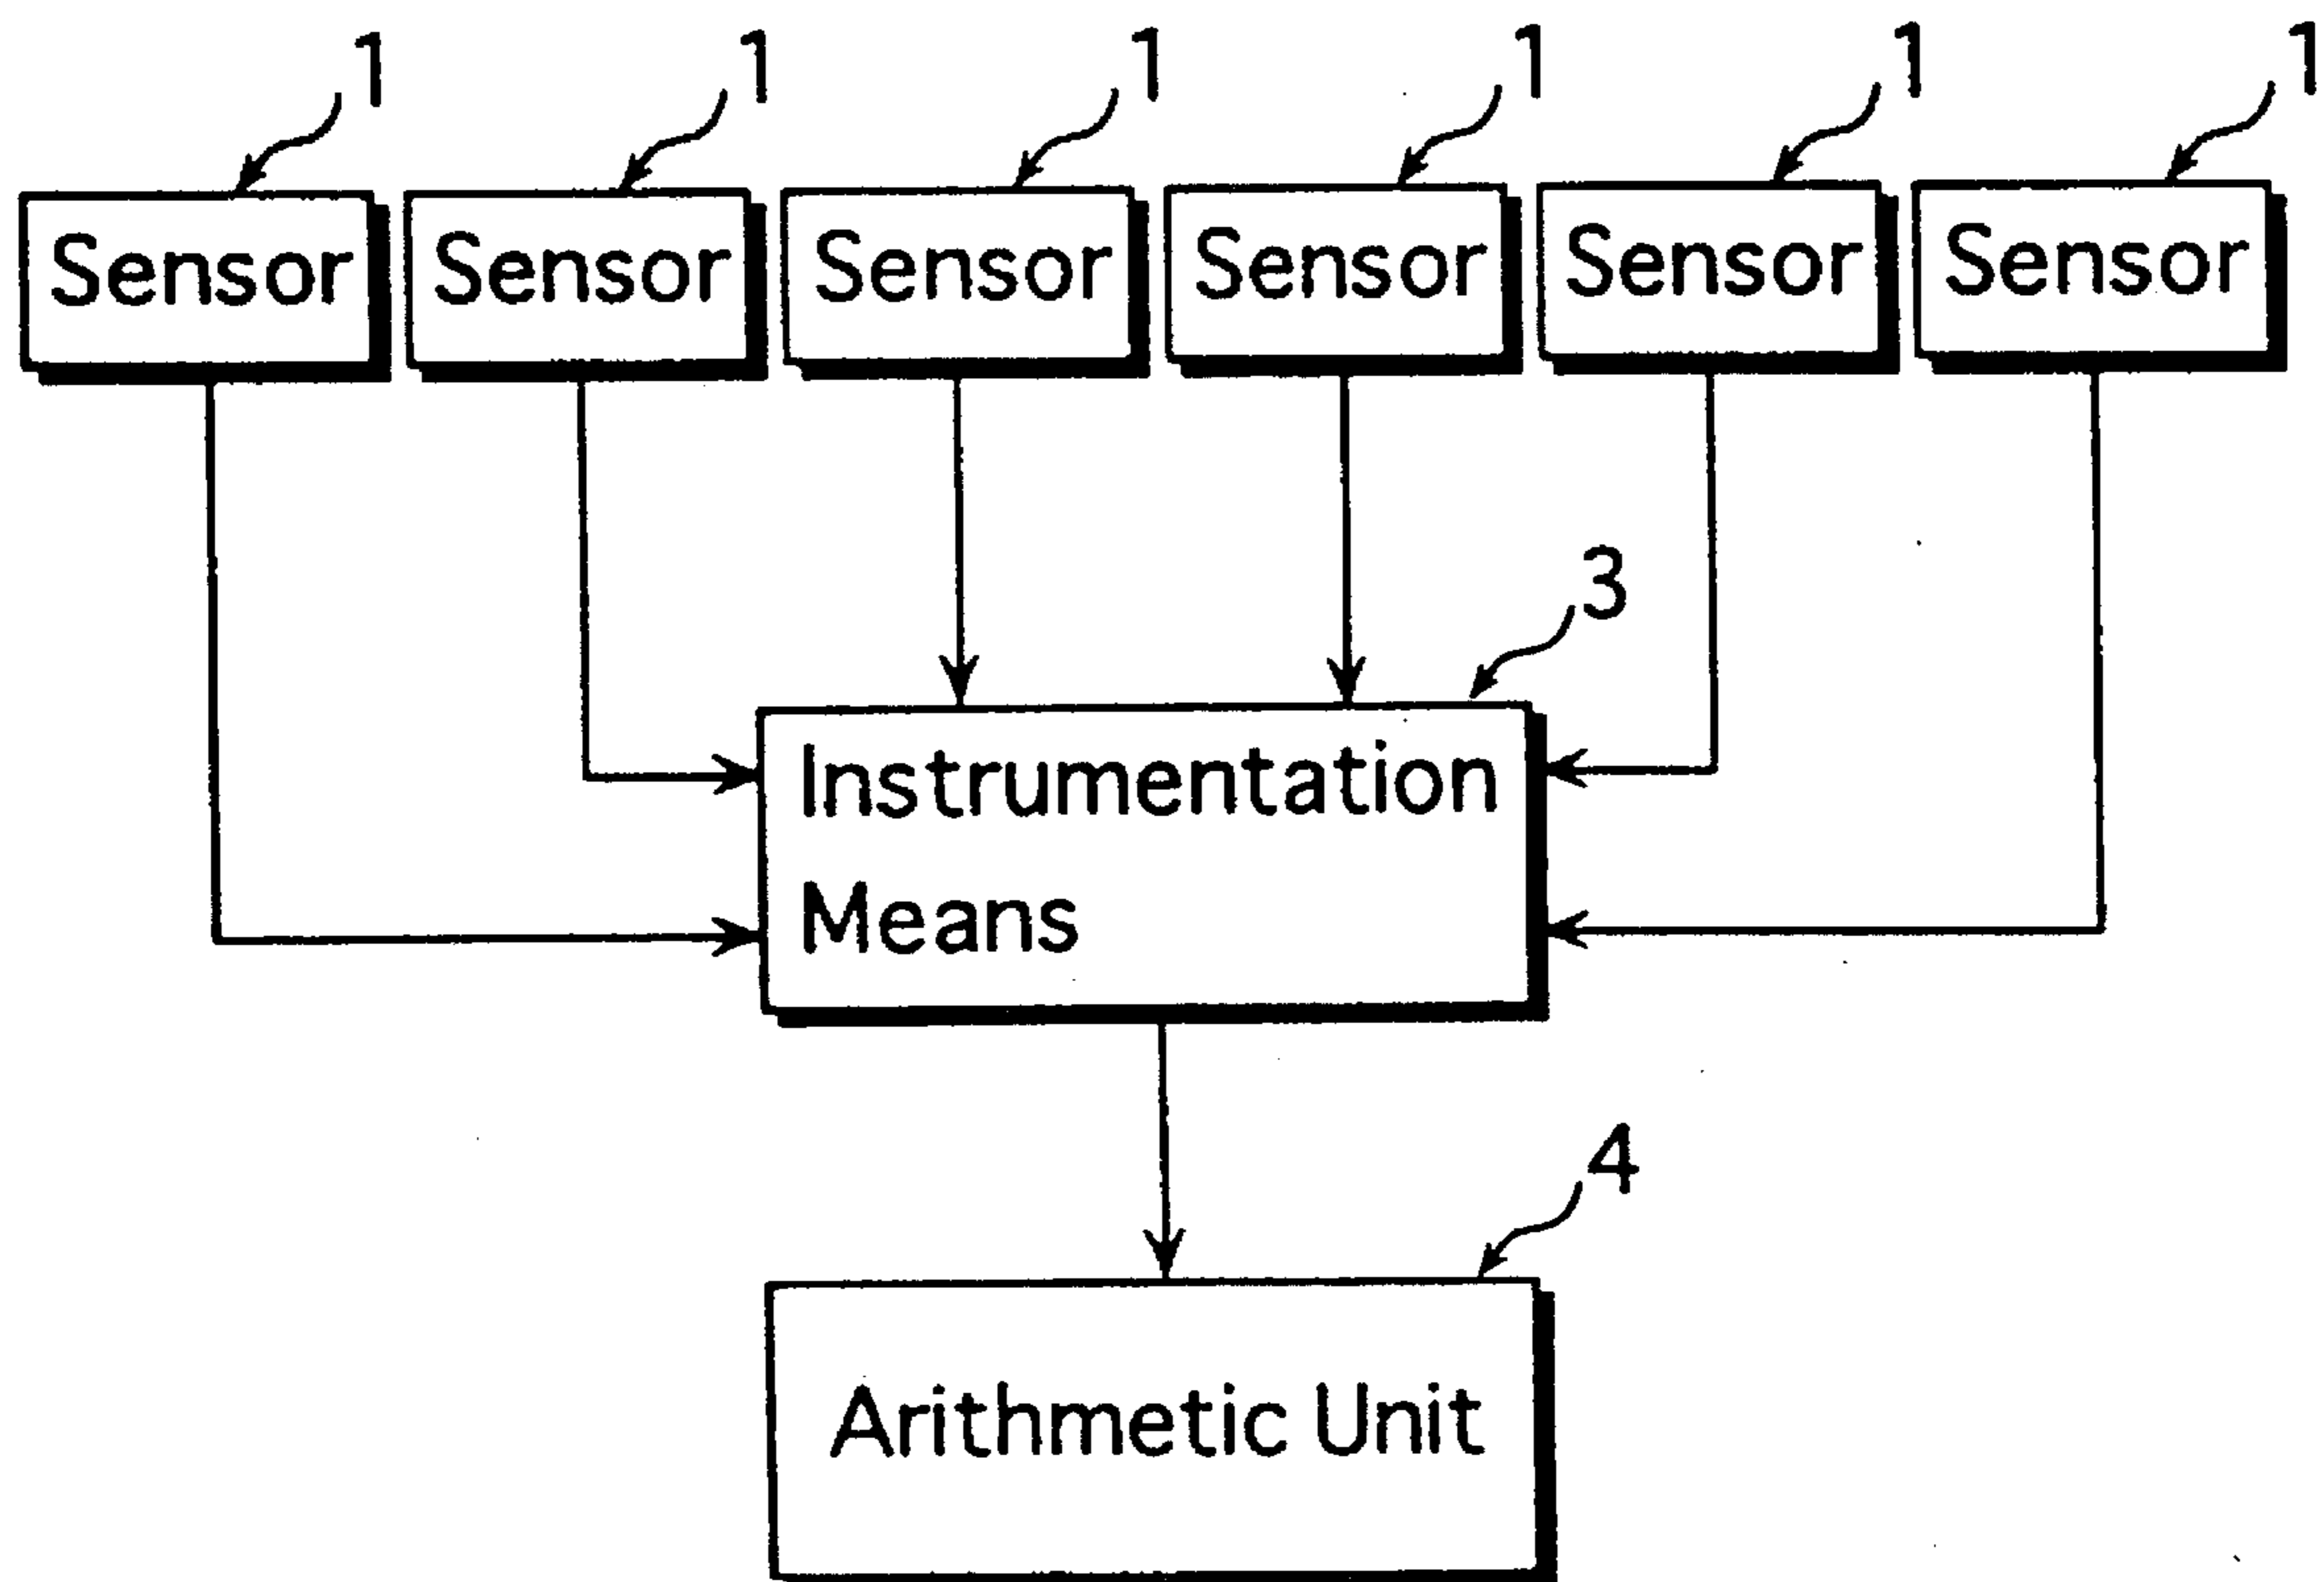 1 1 1 1 1 1
Sensor Sensor Sensor Sensor Sensor Sensor
3
Instrumentation
Means
4
Arithmetic Unit